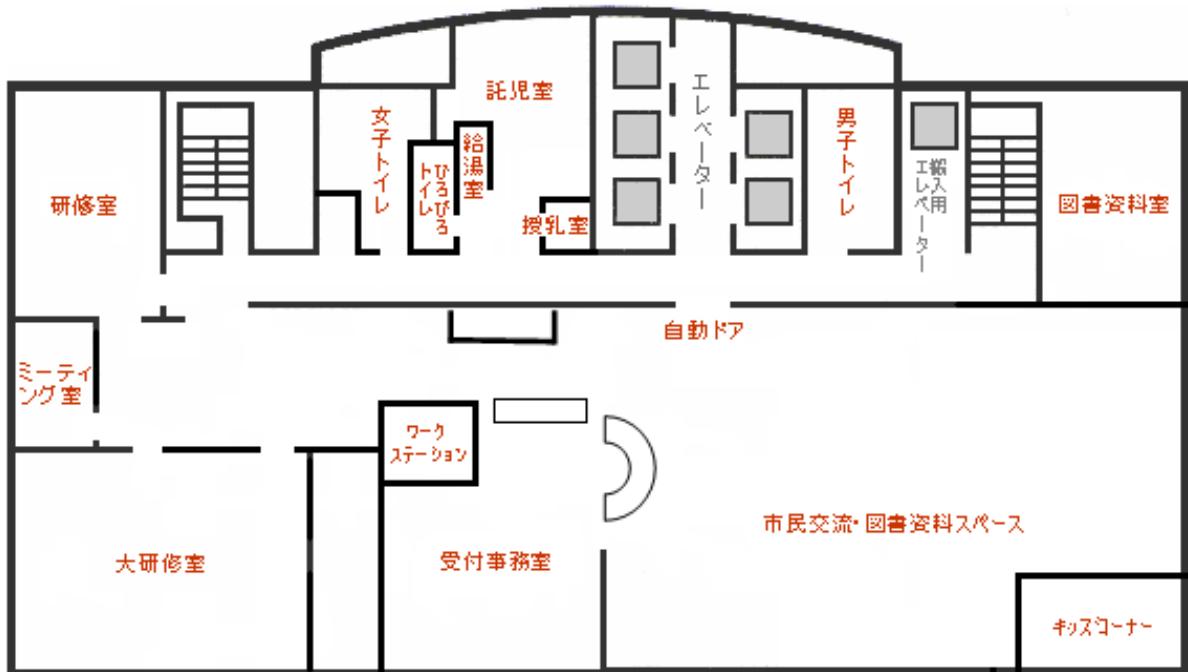 託児室
エレベーター
女子トイレ
給湯室
ひろびろ
トイレ
授乳室
男子トイレ
搬入用
エレベーター
研修室
図書資料室
自動ドア
ミーティ
ング室
ワーク
ステーション
市民交流・図書資料スペース
大研修室
受付事務室
キッズコーナー